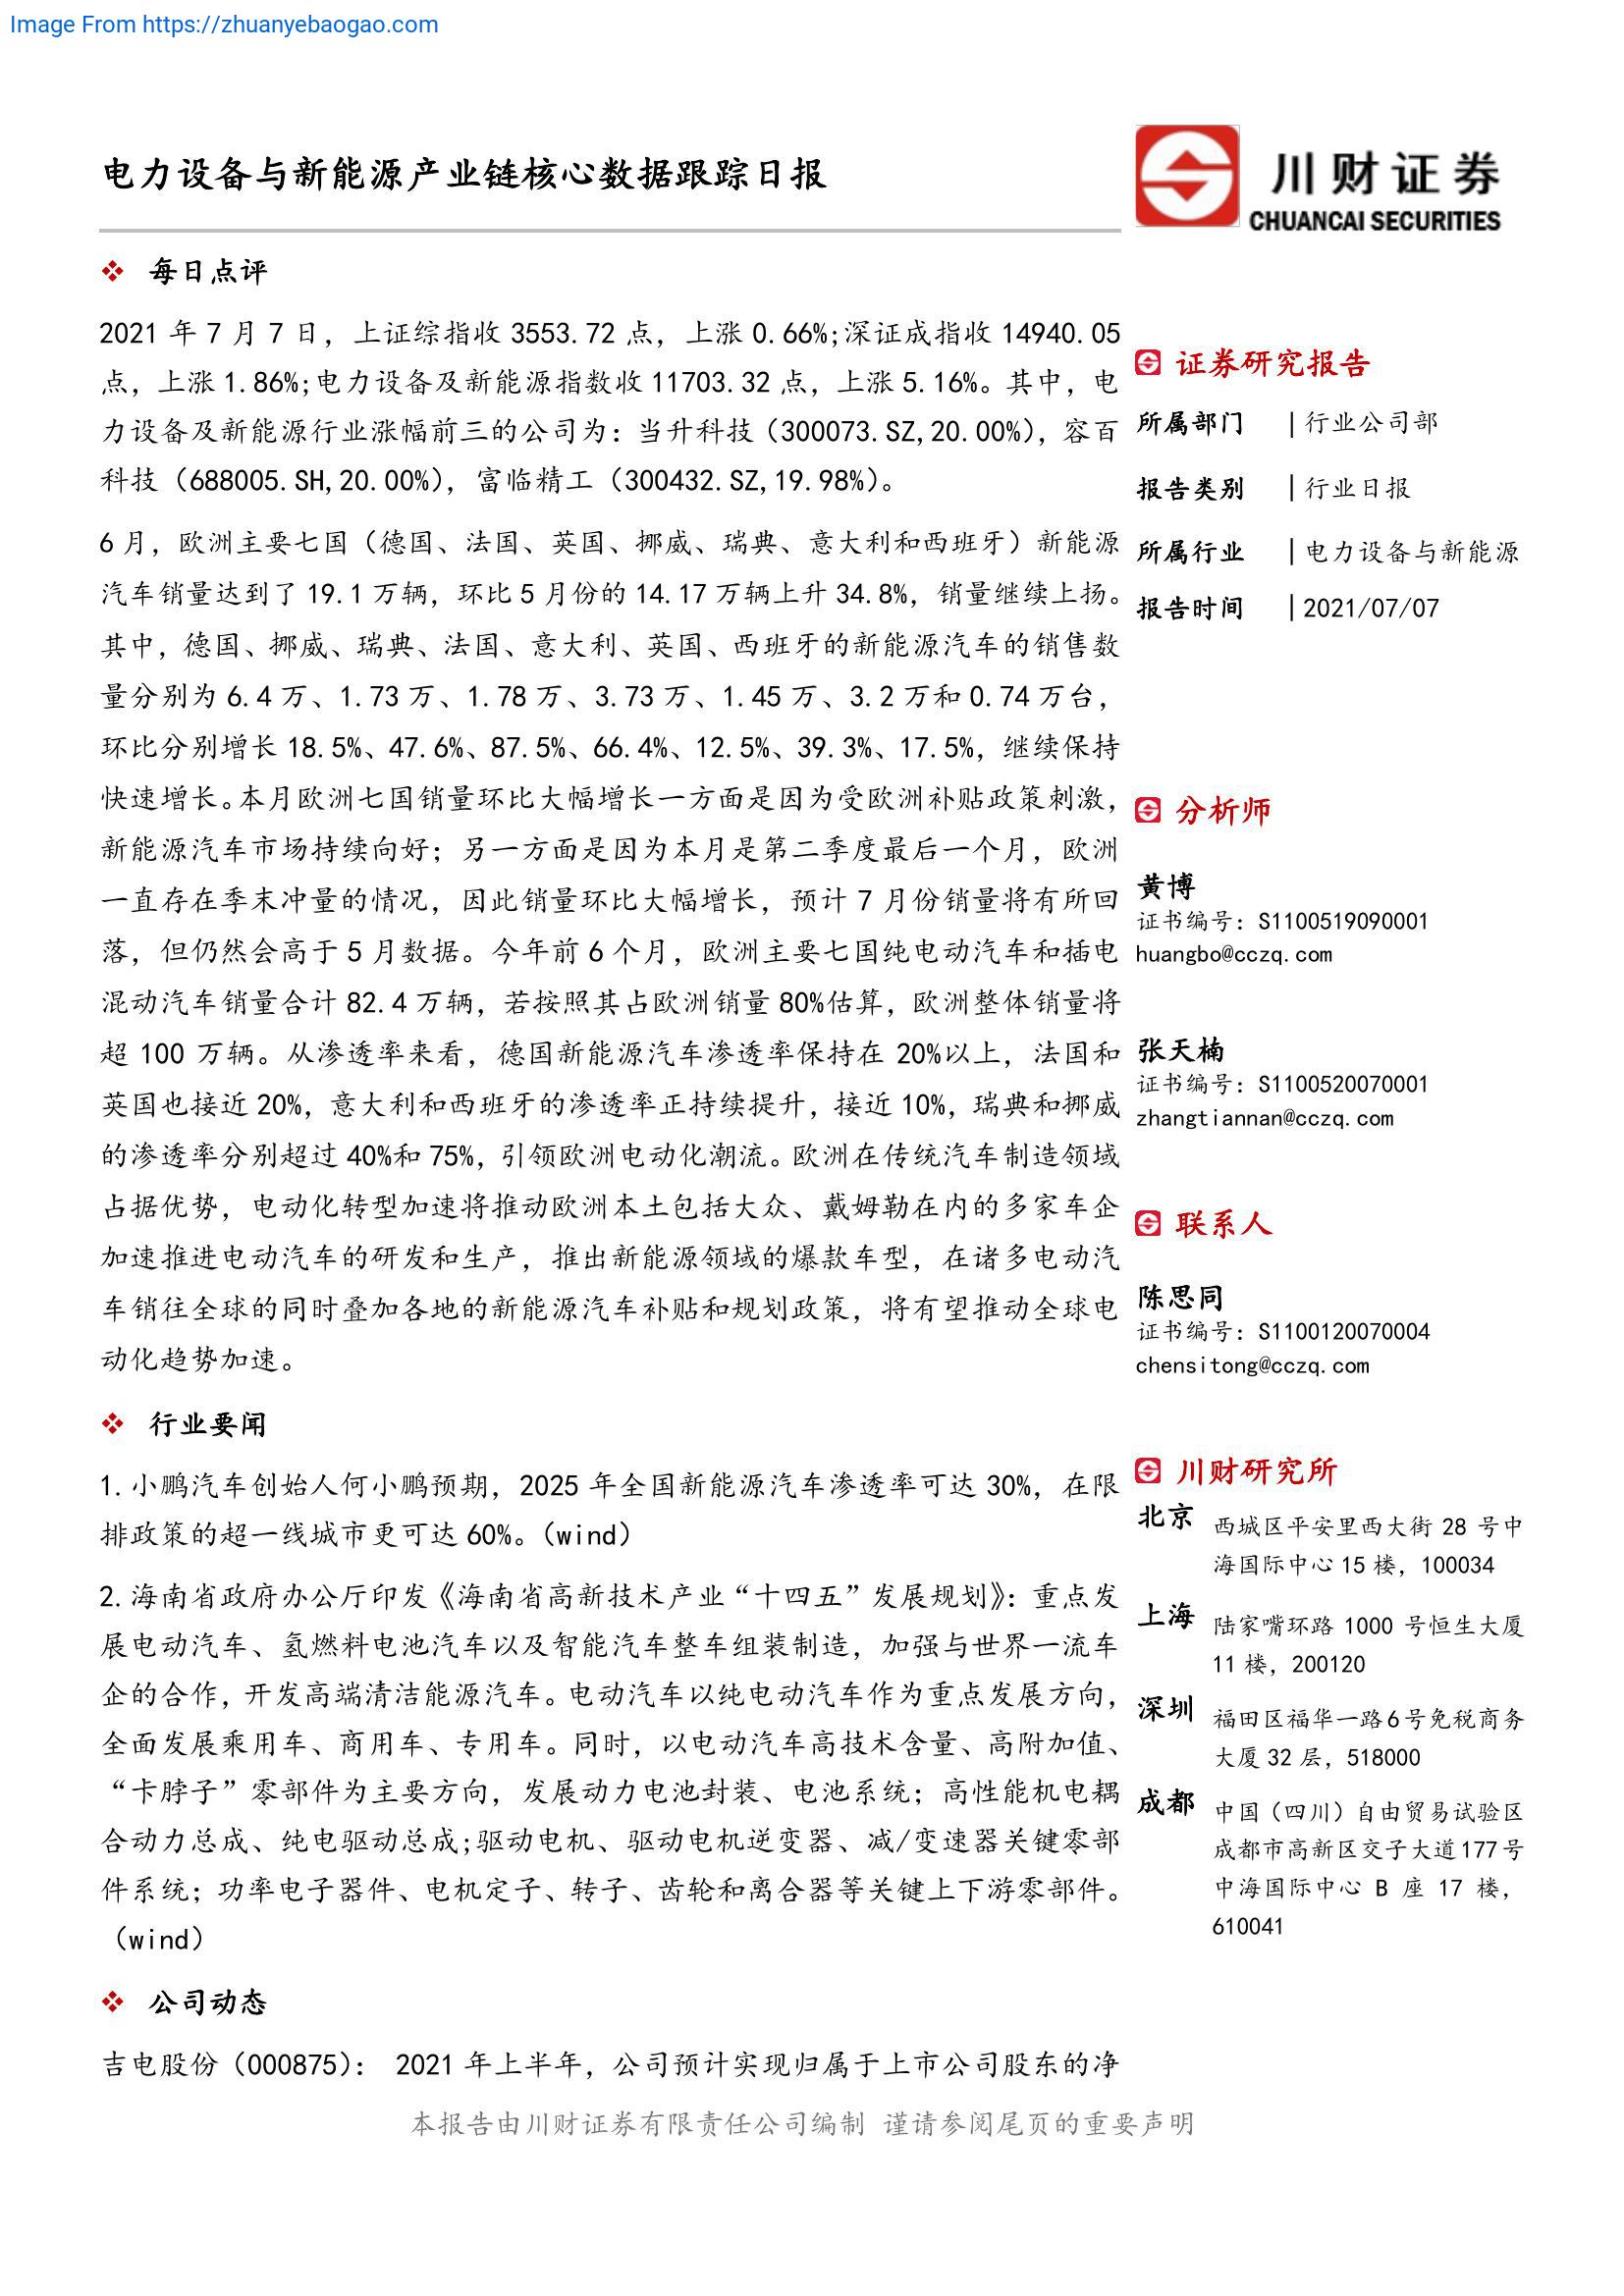 Image From https://zhuanyebaogao.com
电力设备与新能源产业链核心数据跟踪日报
川财证券
CHUANCAI SECURITIES
每日点评
2021 年 7 月 7 日，上证综指收 3553.72 点，上涨 0.66%;深证成指收 14940.05
点，上涨 1.86%;电力设备及新能源指数收 11703.32 点，上涨 5.16%。其中，电
力设备及新能源行业涨幅前三的公司为：当升科技（300073.SZ,20.00%），容百
科技（688005.SH,20.00%），富临精工（300432.SZ,19.98%）。
6 月，欧洲主要七国（德国、法国、英国、挪威、瑞典、意大利和西班牙）新能源
汽车销量达到了 19.1 万辆，环比 5 月份的 14.17 万辆上升 34.8%，销量继续上扬。
其中，德国、挪威、瑞典、法国、意大利、英国、西班牙的新能源汽车的销售数
量分别为 6.4 万、1.73 万、1.78 万、3.73 万、1.45 万、3.2 万和 0.74 万台，
环比分别增长 18.5%、47.6%、87.5%、66.4%、12.5%、39.3%、17.5%，继续保持
快速增长。本月欧洲七国销量环比大幅增长一方面是因为受欧洲补贴政策刺激，
新能源汽车市场持续向好；另一方面是因为本月是第二季度最后一个月，欧洲
一直存在季末冲量的情况，因此销量环比大幅增长，预计 7 月份销量将有所回
落，但仍然会高于 5 月数据。今年前 6 个月，欧洲主要七国纯电动汽车和插电
混动汽车销量合计 82.4 万辆，若按照其占欧洲销量 80%估算，欧洲整体销量将
超 100 万辆。从渗透率来看，德国新能源汽车渗透率保持在 20%以上，法国和
英国也接近 20%，意大利和西班牙的渗透率正持续提升，接近 10%，瑞典和挪威
的渗透率分别超过 40%和 75%，引领欧洲电动化潮流。欧洲在传统汽车制造领域
占据优势，电动化转型加速将推动欧洲本土包括大众、戴姆勒在内的多家车企
加速推进电动汽车的研发和生产，推出新能源领域的爆款车型，在诸多电动汽
车销往全球的同时叠加各地的新能源汽车补贴和规划政策，将有望推动全球电
动化趋势加速。
行业要闻
1.小鹏汽车创始人何小鹏预期，2025 年全国新能源汽车渗透率可达 30%，在限
排政策的超一线城市更可达 60%。（wind）
2.海南省政府办公厅印发《海南省高新技术产业“十四五”发展规划》：重点发
展电动汽车、氢燃料电池汽车以及智能汽车整车组装制造，加强与世界一流车
企的合作，开发高端清洁能源汽车。电动汽车以纯电动汽车作为重点发展方向，
全面发展乘用车、商用车、专用车。同时，以电动汽车高技术含量、高附加值、
“卡脖子”零部件为主要方向，发展动力电池封装、电池系统；高性能机电耦
合动力总成、纯电驱动总成;驱动电机、驱动电机逆变器、减/变速器关键零部
件系统；功率电子器件、电机定子、转子、齿轮和离合器等关键上下游零部件。
（wind）
公司动态
吉电股份（000875）： 2021 年上半年，公司预计实现归属于上市公司股东的净
证券研究报告
所属部门 |行业公司部
报告类别 |行业日报
所属行业 |电力设备与新能源
报告时间 |2021/07/07
分析师
黄博
证书编号：S1100519090001
huangbo@cczq.com
张天楠
证书编号：S1100520070001
zhangtiannan@cczq.com
联系人
陈思同
证书编号：S1100120070004
chensitong@cczq.com
川财研究所
北京 西城区平安里西大街 28 号中
海国际中心 15 楼，100034
上海 陆家嘴环路 1000 号恒生大厦
11 楼，200120
深圳 福田区福华一路 6 号免税商务
大厦 32 层，518000
成都 中国（四川）自由贸易试验区
成都市高新区交子大道 177 号
中海国际中心 B 座 17 楼，
610041
本报告由川财证券有限责任公司编制 谨请参阅尾页的重要声明